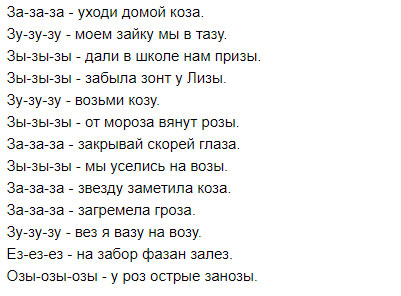 За-за-за - уходи домой коза.
Зу-зу-зу - моем зайку мы в тазу.
Зы-зы-зы - дали в школе нам призы.
Зы-зы-зы - забыла зонт у Лизы.
Зу-зу-зу - возьми козу.
Зы-зы-зы - от мороза вянут розы.
За-за-за - закрывай скорей глаза.
Зы-зы-зы - мы уселись на возы.
За-за-за - звезду заметила коза.
За-за-за - загремела гроза.
Зу-зу-зу - вез я вазу на возу.
Ез-ез-ез - на забор фазан залез.
Озы-озы-озы - у роз острые занозы.